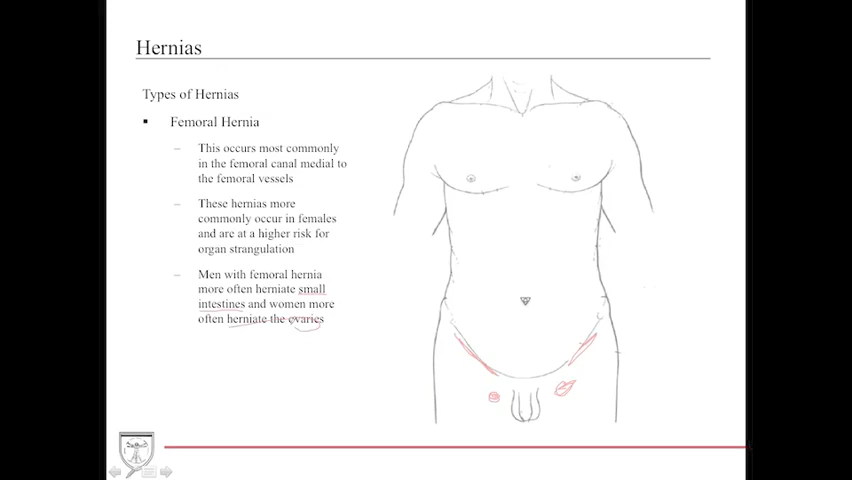 Hernias
Types of Hernias
▪ Femoral Hernia
– This occurs most commonly
in the femoral canal medial to
the femoral vessels
– These hernias more
commonly occur in females
and are at a higher risk for
organ strangulation
– Men with femoral hernia
more often herniate small
intestines and women more
often herniate the ovaries